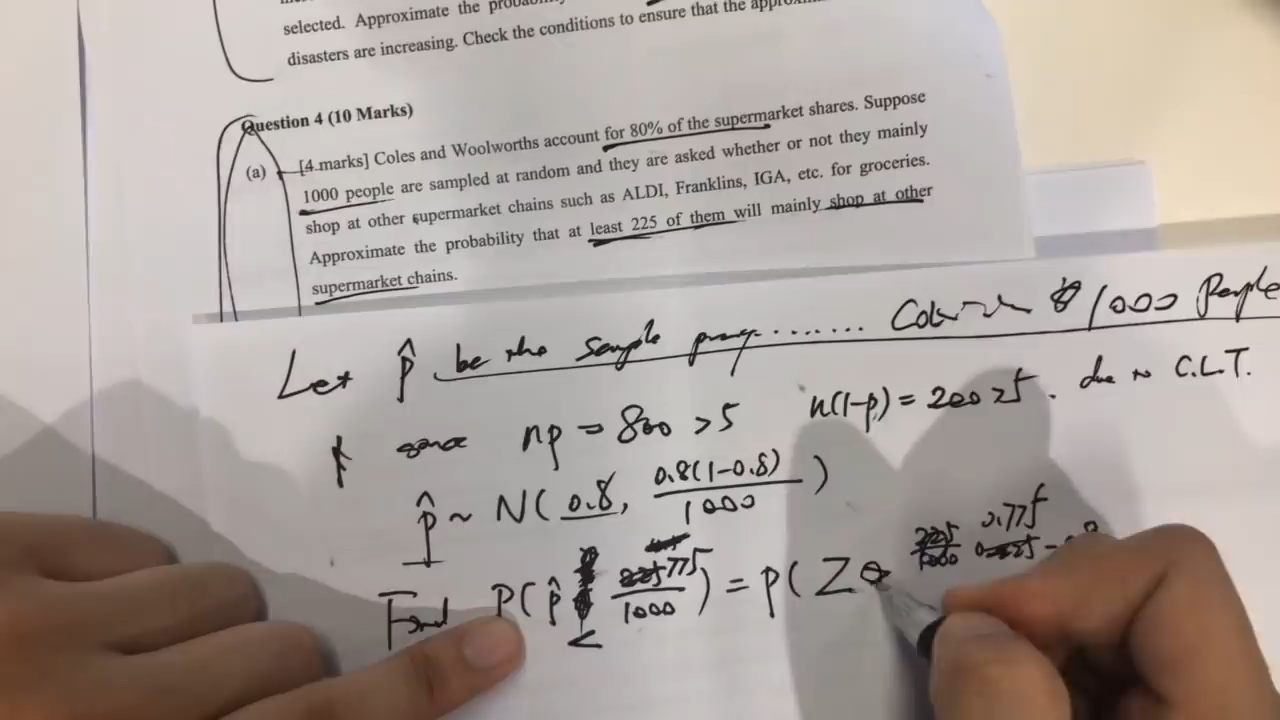 selected. Approximate the
disasters are increasing. Check the conditions to ensure that the
Question 4 (10 Marks)
(a) [4 marks] Coles and Woolworths account for 80% of the supermarket shares. Suppose
1000 people are sampled at random and they are asked whether or not they mainly
shop at other supermarket chains such as ALDI, Franklins, IGA, etc. for groceries.
Approximate the probability that at least 225 of them will mainly shop at other
supermarket chains.
Let p̂ be the sample ........ 1000 People
since np = 800 >5 n(1-p) = 200 >5. due to C.L.T.
p̂ ~ N( 0.8, 0.8(1-0.8)/1000 )
Find P( p̂ < 775/1000 ) = P( Z 0.775